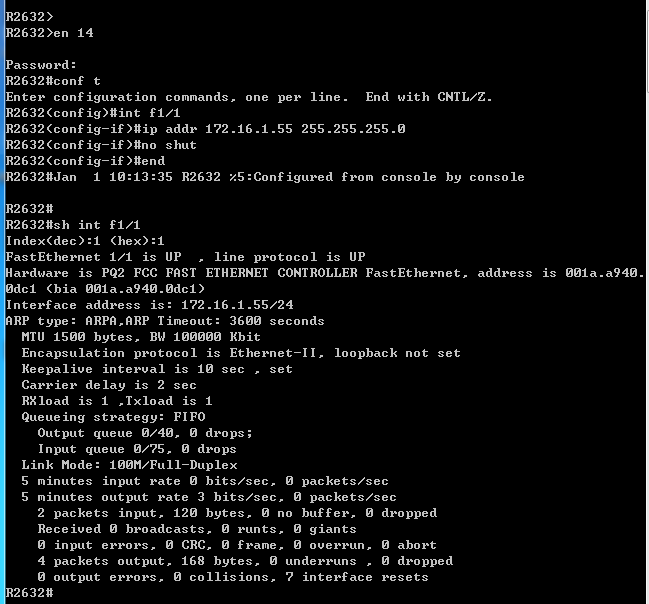 R2632>
R2632>en 14
Password:
R2632#conf t
Enter configuration commands, one per line.  End with CNTL/Z.
R2632(config)#int f1/1
R2632(config-if)#ip addr 172.16.1.55 255.255.255.0
R2632(config-if)#no shut
R2632(config-if)#end
R2632#Jan  1 10:13:35 R2632 %5:Configured from console by console
R2632#
R2632#sh int f1/1
Index(dec):1 (hex):1
FastEthernet 1/1 is UP  , line protocol is UP
Hardware is PQ2 FCC FAST ETHERNET CONTROLLER FastEthernet, address is 001a.a940.
0dc1 (bia 001a.a940.0dc1)
Interface address is: 172.16.1.55/24
ARP type: ARPA,ARP Timeout: 3600 seconds
  MTU 1500 bytes, BW 100000 Kbit
  Encapsulation protocol is Ethernet-II, loopback not set
  Keepalive interval is 10 sec , set
  Carrier delay is 2 sec
  RXload is 1 ,Txload is 1
  Queueing strategy: FIFO
    Output queue 0/40, 0 drops;
    Input queue 0/75, 0 drops
  Link Mode: 100M/Full-Duplex
  5 minutes input rate 0 bits/sec, 0 packets/sec
  5 minutes output rate 3 bits/sec, 0 packets/sec
    2 packets input, 120 bytes, 0 no buffer, 0 dropped
    Received 0 broadcasts, 0 runts, 0 giants
    0 input errors, 0 CRC, 0 frame, 0 overrun, 0 abort
    4 packets output, 168 bytes, 0 underruns , 0 dropped
    0 output errors, 0 collisions, 7 interface resets
R2632#